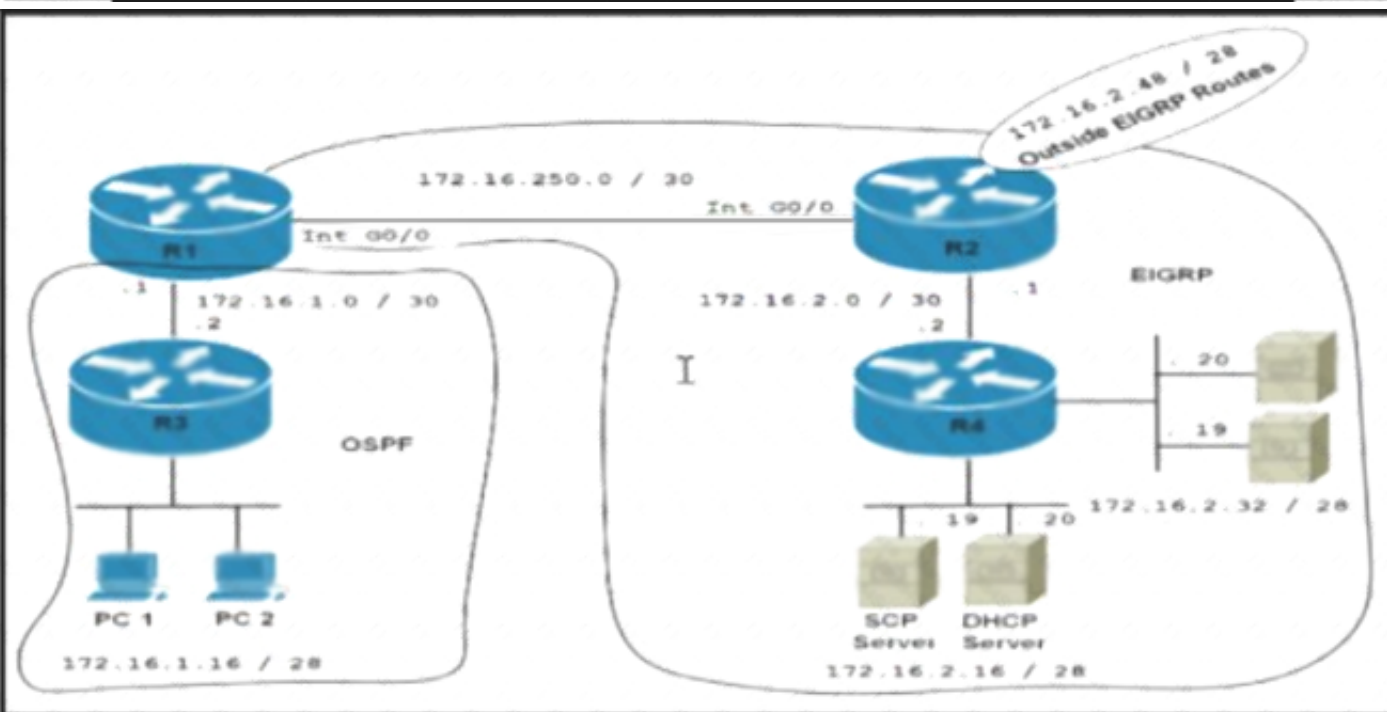 172.16.2.48 / 28
Outside EIGRP Routes
172.16.250.0 / 30
Int G0/0
R1
Int G0/0
R2
EIGRP
.1
172.16.1.0 / 30
.2
172.16.2.0 / 30
.1
.2
R3
OSPF
R4
. 20
. 19
172.16.2.32 / 28
. 19
. 20
PC 1
PC 2
SCP
Server
DHCP
Server
172.16.1.16 / 28
172.16.2.16 / 28